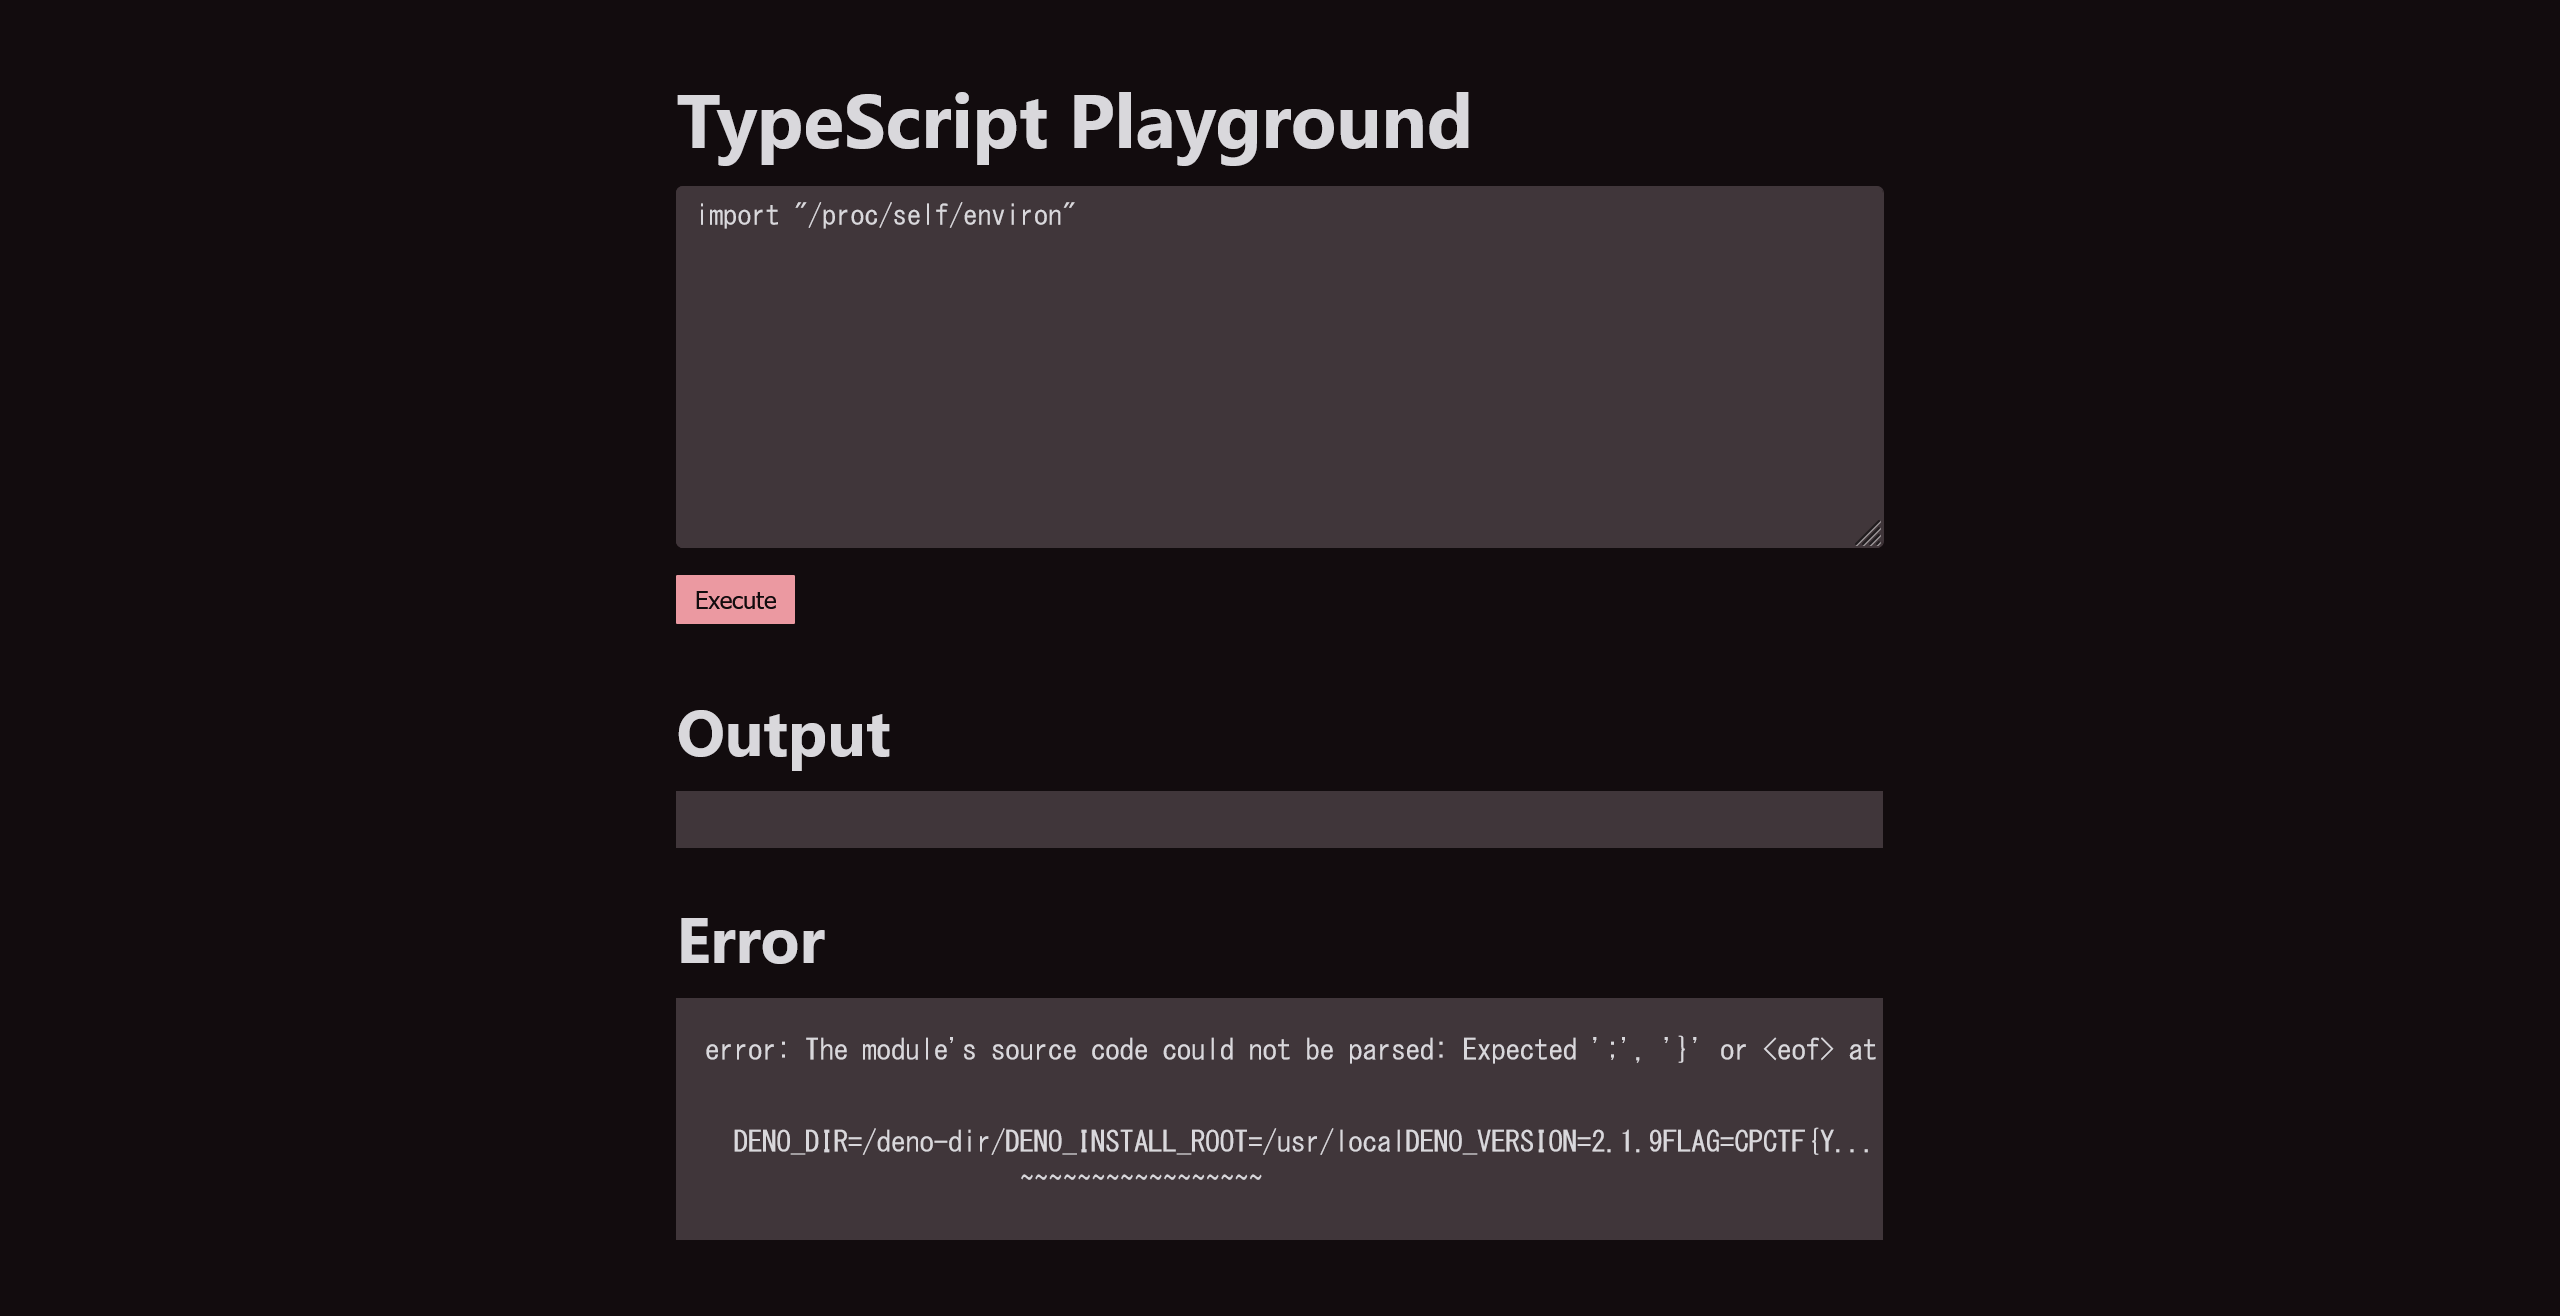 TypeScript Playground
import "/proc/self/environ"
Execute
Output
Error
error: The module's source code could not be parsed: Expected ';', '}' or <eof> at
DENO_DIR=/deno-dir/DENO_INSTALL_ROOT=/usr/localDENO_VERSION=2.1.9FLAG=CPCTF{Y...
~~~~~~~~~~~~~~~~~